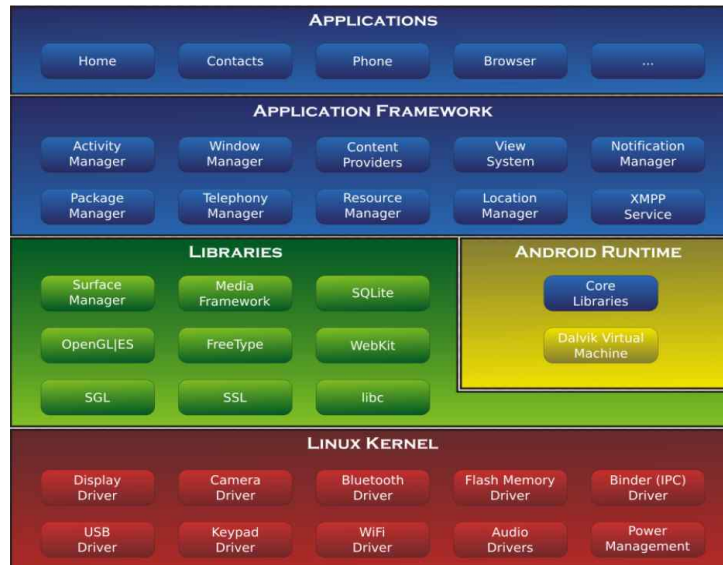 APPLICATIONS
Home
Contacts
Phone
Browser
...
APPLICATION FRAMEWORK
Activity
Manager
Window
Manager
Content
Providers
View
System
Notification
Manager
Package
Manager
Telephony
Manager
Resource
Manager
Location
Manager
XMPP
Service
LIBRARIES
Surface
Manager
Media
Framework
SQLite
OpenGL|ES
FreeType
WebKit
SGL
SSL
libc
ANDROID RUNTIME
Core
Libraries
Dalvik Virtual
Machine
LINUX KERNEL
Display
Driver
Camera
Driver
Bluetooth
Driver
Flash Memory
Driver
Binder (IPC)
Driver
USB
Driver
Keypad
Driver
WiFi
Driver
Audio
Drivers
Power
Management